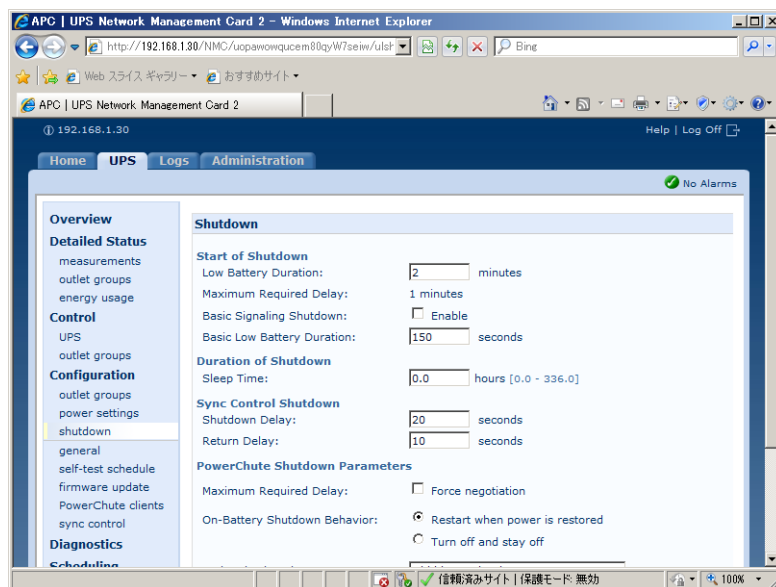 APC | UPS Network Management Card 2 - Windows Internet Explorer
http://192.168.1.30/NMC/uopawowqucem80qyW7seiw/ulsh
Bing
Web スライス ギャラリー
おすすめサイト
APC | UPS Network Management Card 2
192.168.1.30
Help | Log Off
Home UPS Logs Administration
No Alarms
Overview
Detailed Status
measurements
outlet groups
energy usage
Control
UPS
outlet groups
Configuration
outlet groups
power settings
shutdown
general
self-test schedule
firmware update
PowerChute clients
sync control
Diagnostics
Scheduling
Shutdown
Start of Shutdown
Low Battery Duration: 2 minutes
Maximum Required Delay: 1 minutes
Basic Signaling Shutdown: Enable
Basic Low Battery Duration: 150 seconds
Duration of Shutdown
Sleep Time: 0.0 hours [0.0 - 336.0]
Sync Control Shutdown
Shutdown Delay: 20 seconds
Return Delay: 10 seconds
PowerChute Shutdown Parameters
Maximum Required Delay: Force negotiation
On-Battery Shutdown Behavior: Restart when power is restored
Turn off and stay off
信頼済みサイト | 保護モード: 無効
100%